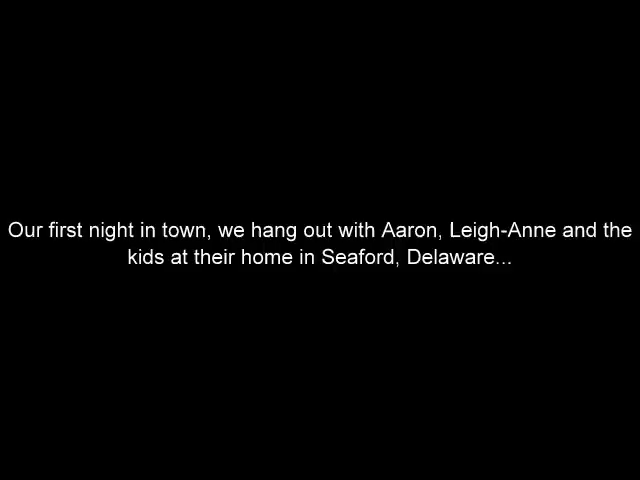 Our first night in town, we hang out with Aaron, Leigh-Anne and the
kids at their home in Seaford, Delaware...